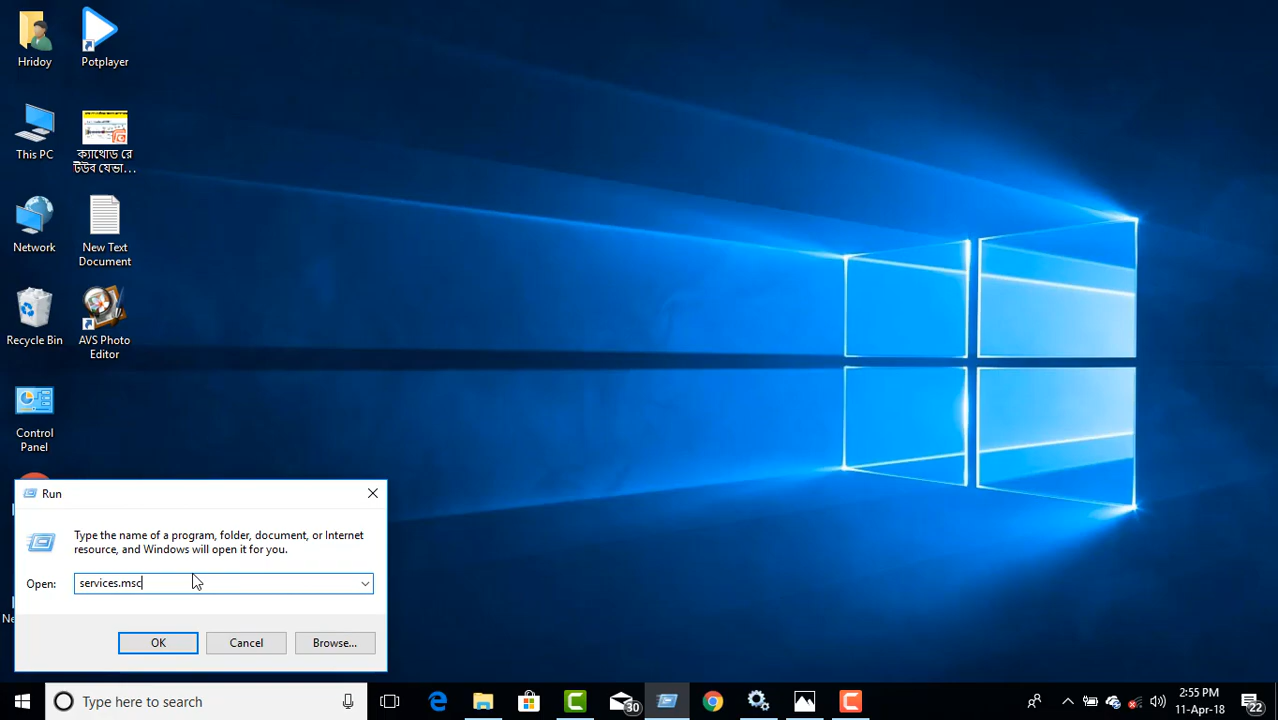 Hridoy
Potplayer
This PC
ক্যাথোড রে
টিউব যেভা...
Network
New Text
Document
Recycle Bin
AVS Photo
Editor
Control
Panel
Run
Type the name of a program, folder, document, or Internet
resource, and Windows will open it for you.
Open:
services.msc
OK
Cancel
Browse...
Type here to search
30
2:55 PM
11-Apr-18
22